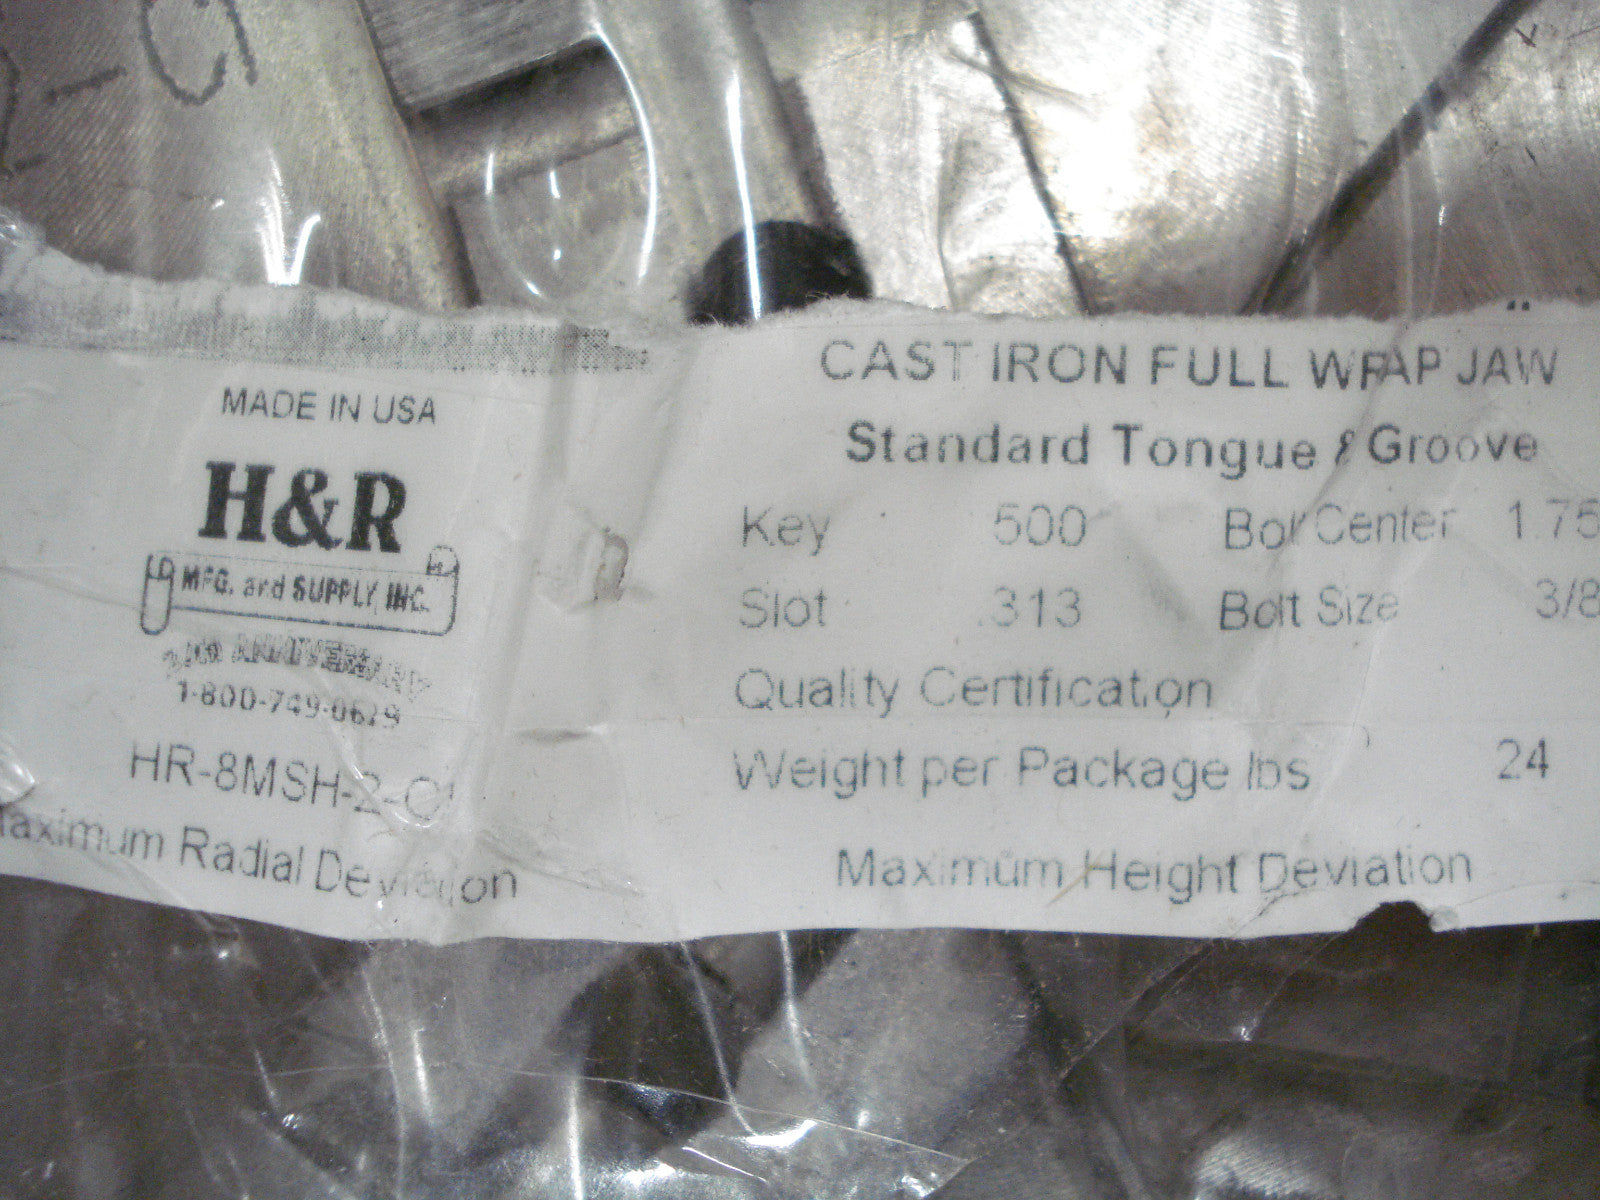 MADE IN USA
H&R
MFG. and SUPPLY, INC.
ANNIVERSARY
1-800-749-0629
HR-8MSH-2-C
Maximum Radial Deviation
CAST IRON FULL WRAP JAW
Standard Tongue & Groove
Key 500 Bolt Center 1.75
Slot .313 Bolt Size 3/8
Quality Certification
Weight per Package lbs 24
Maximum Height Deviation